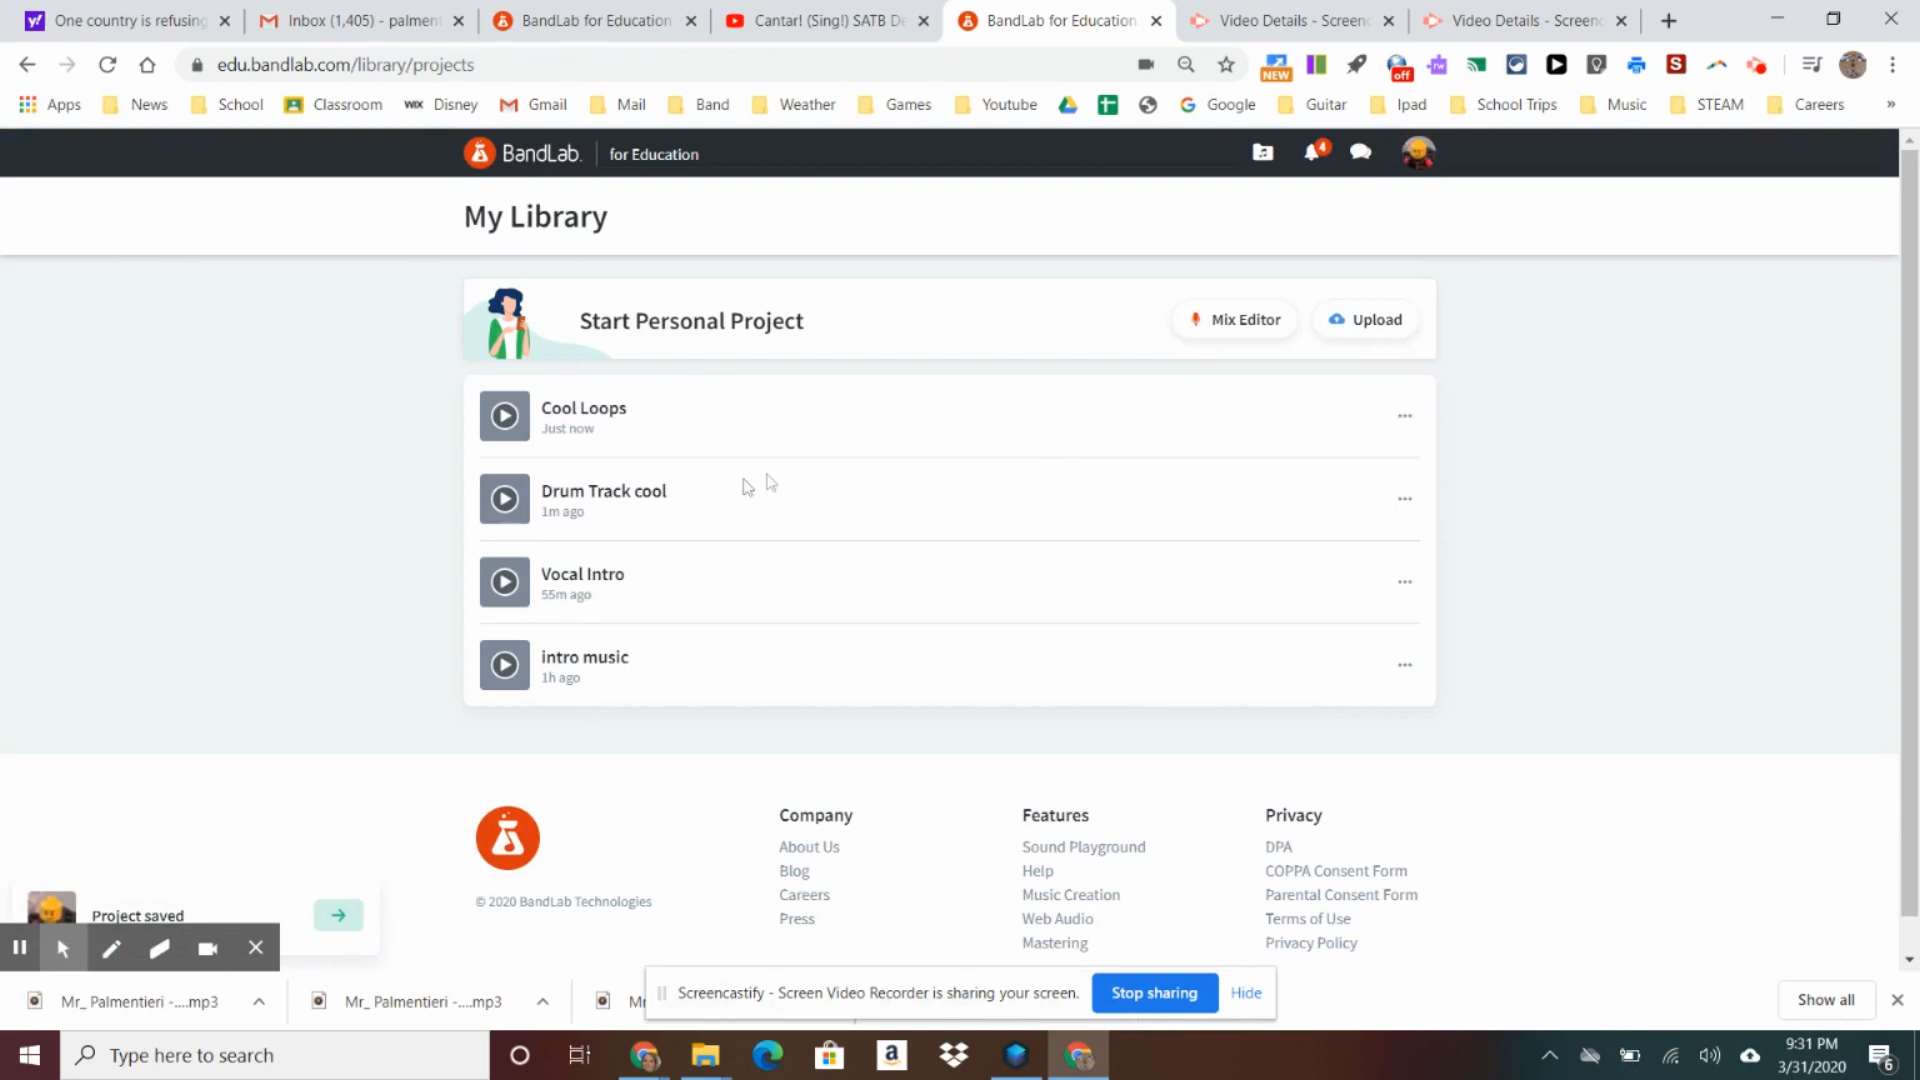 One country is refusing
Inbox (1,405) - palment
BandLab for Education
Cantar! (Sing!) SATB De
BandLab for Education
Video Details - Screenc
Video Details - Screenc
edu.bandlab.com/library/projects
NEW
off
rw
S
Apps
News
School
Classroom
WIX Disney
Gmail
Mail
Band
Weather
Games
Youtube
Google
Guitar
Ipad
School Trips
Music
STEAM
Careers
»
BandLab.
for Education
4
My Library
Start Personal Project
Mix Editor
Upload
Cool Loops
Just now
Drum Track cool
1m ago
Vocal Intro
55m ago
intro music
1h ago
Company
About Us
Blog
Careers
Press
Features
Sound Playground
Help
Music Creation
Web Audio
Mastering
Privacy
DPA
COPPA Consent Form
Parental Consent Form
Terms of Use
Privacy Policy
© 2020 BandLab Technologies
Project saved
Mr_ Palmentieri -....mp3
Mr_ Palmentieri -....mp3
Screencastify - Screen Video Recorder is sharing your screen.
Stop sharing
Hide
Show all
Type here to search
9:31 PM
3/31/2020
6